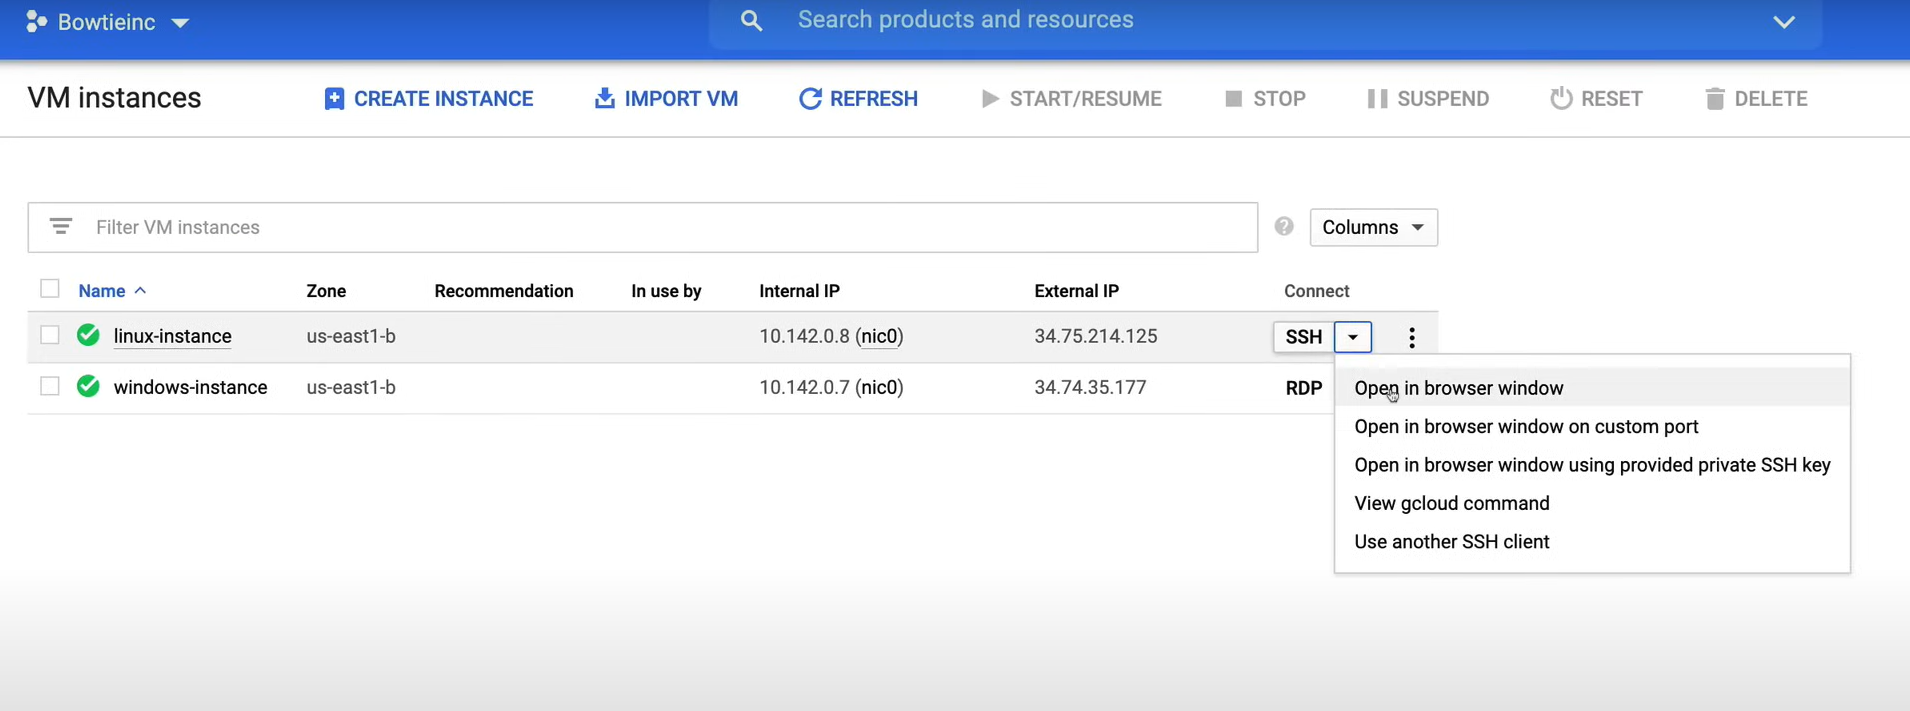 Bowtieinc Search products and resources
VM instances CREATE INSTANCE IMPORT VM REFRESH START/RESUME STOP SUSPEND RESET DELETE
Filter VM instances Columns
Name Zone Recommendation In use by Internal IP External IP Connect
linux-instance us-east1-b 10.142.0.8 (nic0) 34.75.214.125 SSH
windows-instance us-east1-b 10.142.0.7 (nic0) 34.74.35.177 RDP
Open in browser window
Open in browser window on custom port
Open in browser window using provided private SSH key
View gcloud command
Use another SSH client